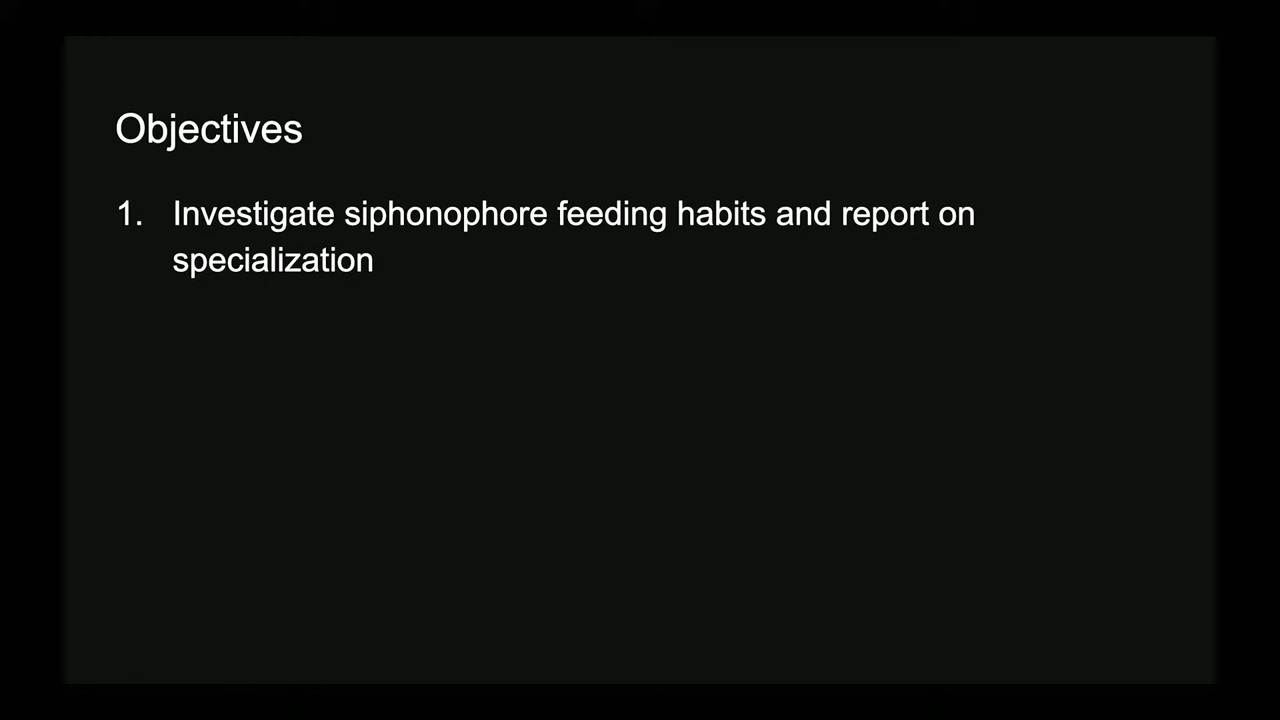 Objectives
1. Investigate siphonophore feeding habits and report on
specialization